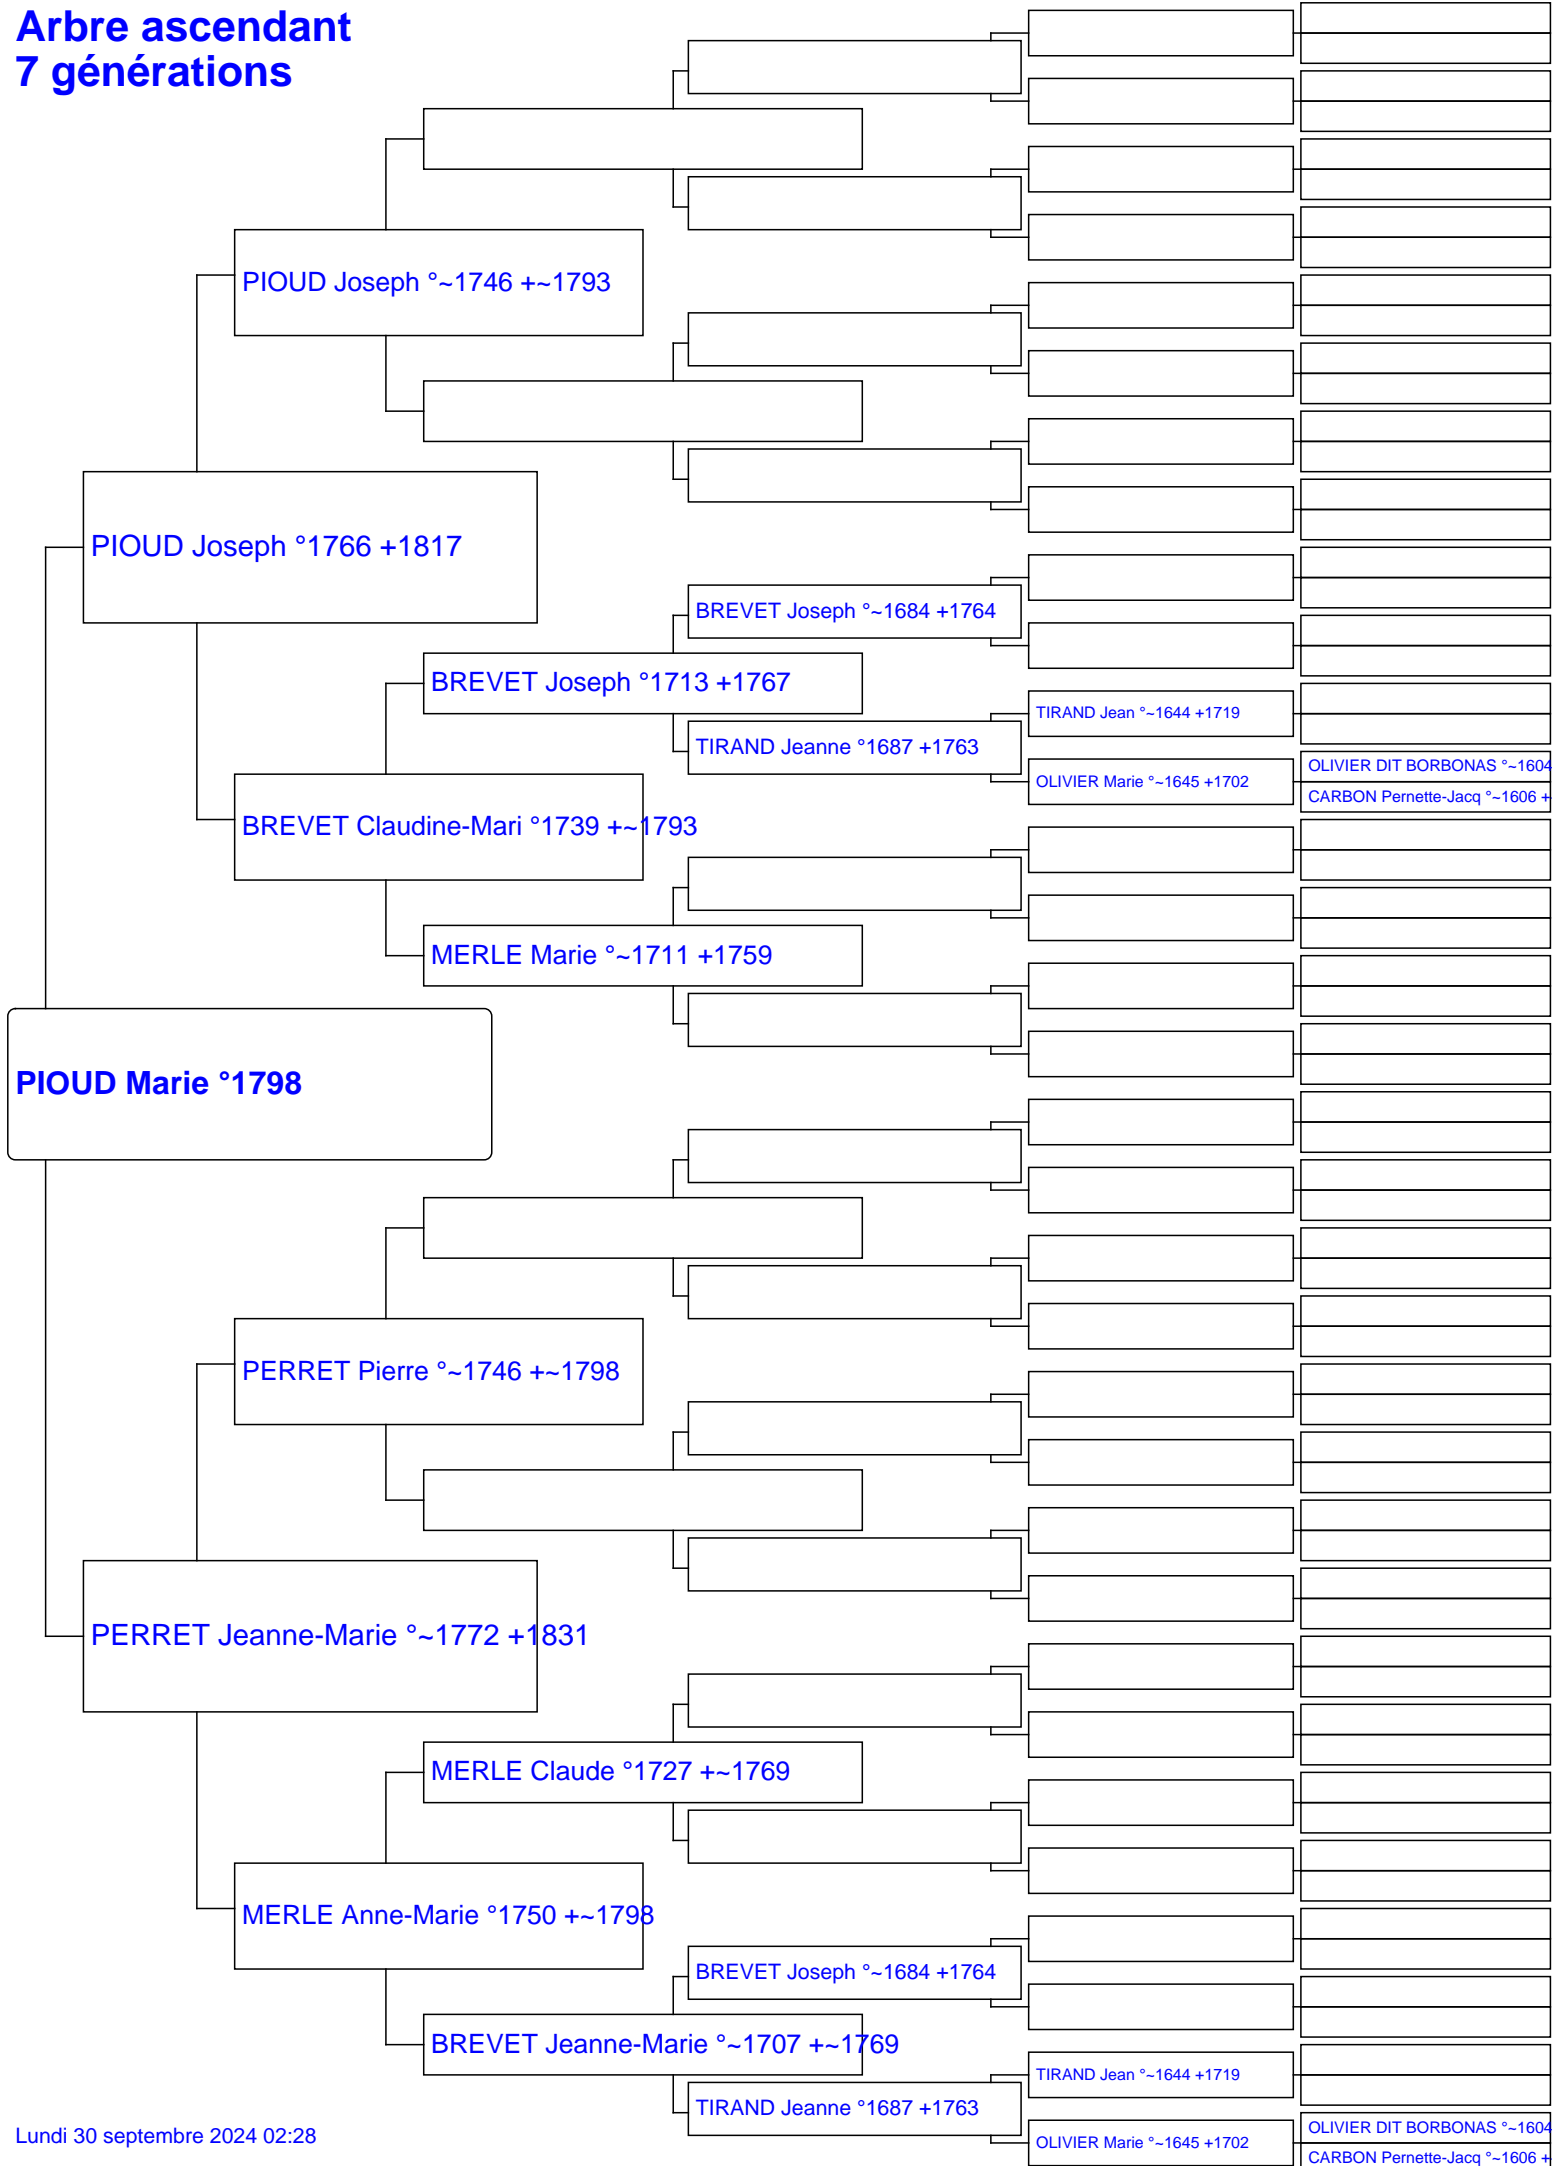 Arbre ascendant
7 générations
PIOUD Joseph °~1746 +~1793
PIOUD Joseph °1766 +1817
BREVET Joseph °~1684 +1764
BREVET Joseph °1713 +1767
TIRAND Jean °~1644 +1719
TIRAND Jeanne °1687 +1763
OLIVIER DIT BORBONAS °~1604
OLIVIER Marie °~1645 +1702
CARBON Pernette-Jacq °~1606 +
BREVET Claudine-Mari °1739 +~1793
MERLE Marie °~1711 +1759
PIOUD Marie °1798
PERRET Pierre °~1746 +~1798
PERRET Jeanne-Marie °~1772 +1831
MERLE Claude °1727 +~1769
MERLE Anne-Marie °1750 +~1798
BREVET Joseph °~1684 +1764
BREVET Jeanne-Marie °~1707 +~1769
TIRAND Jean °~1644 +1719
TIRAND Jeanne °1687 +1763
OLIVIER DIT BORBONAS °~1604
OLIVIER Marie °~1645 +1702
CARBON Pernette-Jacq °~1606 +
Lundi 30 septembre 2024 02:28